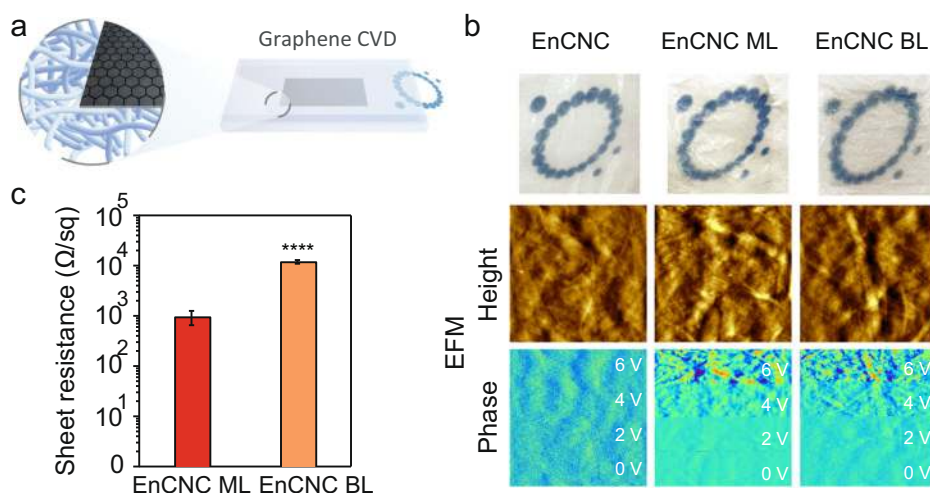 a
Graphene CVD
b
EnCNC EnCNC ML EnCNC BL
EFM
Height
Phase
6 V 6 V 6 V
4 V 4 V 4 V
2 V 2 V 2 V
0 V 0 V 0 V
c
Sheet resistance (Ω/sq)
10^5
10^4
10^3
10^2
10^1
0
****
EnCNC ML EnCNC BL